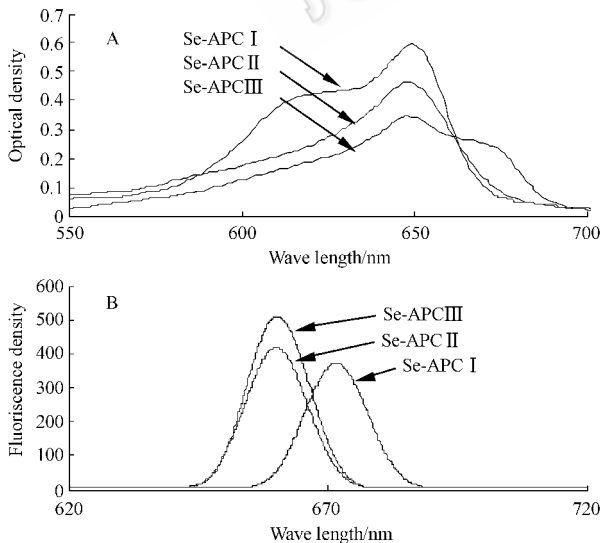 A
Se-APC Ⅰ
Se-APC Ⅱ
Se-APCⅢ
0.7
0.6
0.5
0.4
0.3
0.2
0.1
0
Optical density
550 600 650 700
Wave length/nm
B
Se-APCⅢ
Se-APC Ⅱ
Se-APC Ⅰ
600
500
400
300
200
100
0
Fluoriscence density
620 670 720
Wave length/nm